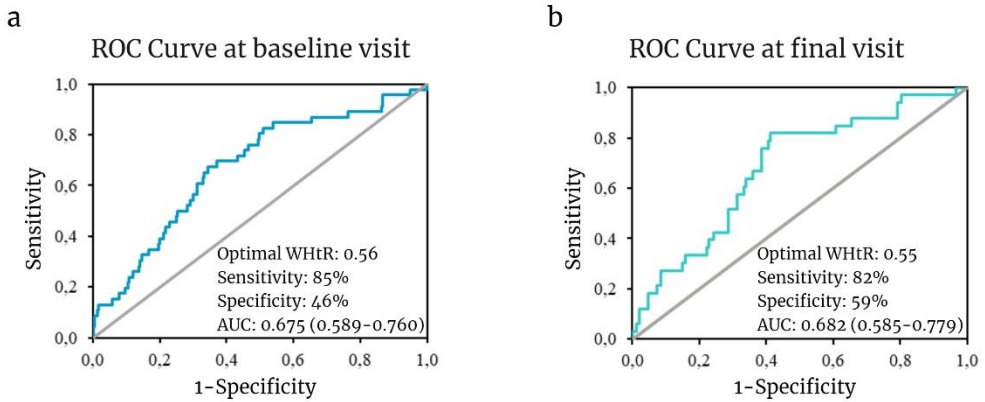 a
ROC Curve at baseline visit
1,0
0,8
0,6
0,4
0,2
0,0
Sensitivity
Optimal WHtR: 0.56
Sensitivity: 85%
Specificity: 46%
AUC: 0.675 (0.589-0.760)
0,0 0,2 0,4 0,6 0,8 1,0
1-Specificity
b
ROC Curve at final visit
1,0
0,8
0,6
0,4
0,2
0,0
Sensitivity
Optimal WHtR: 0.55
Sensitivity: 82%
Specificity: 59%
AUC: 0.682 (0.585-0.779)
0,0 0,2 0,4 0,6 0,8 1,0
1-Specificity